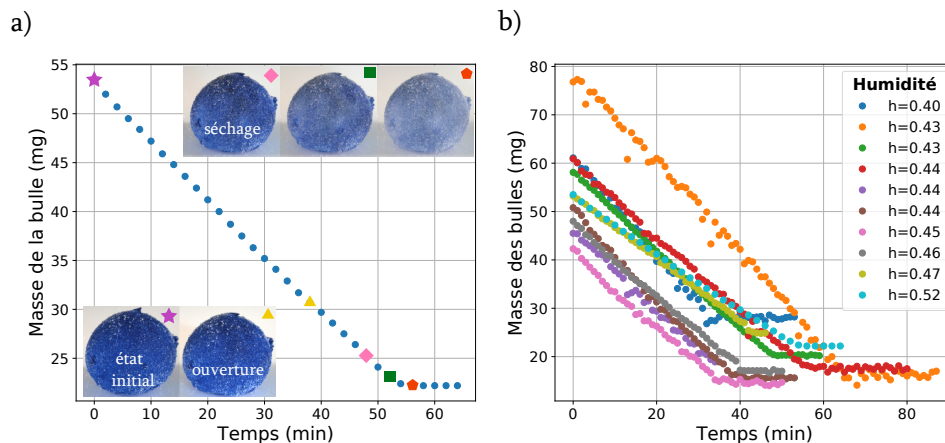 a)
55
50
45
40
35
30
25
0
10
20
30
40
50
60
Temps (min)
Masse de la bulle (mg)
séchage
état
initial
ouverture
b)
80
70
60
50
40
30
20
0
20
40
60
80
Temps (min)
Masse des bulles (mg)
Humidité
h=0.40
h=0.43
h=0.43
h=0.44
h=0.44
h=0.44
h=0.45
h=0.46
h=0.47
h=0.52